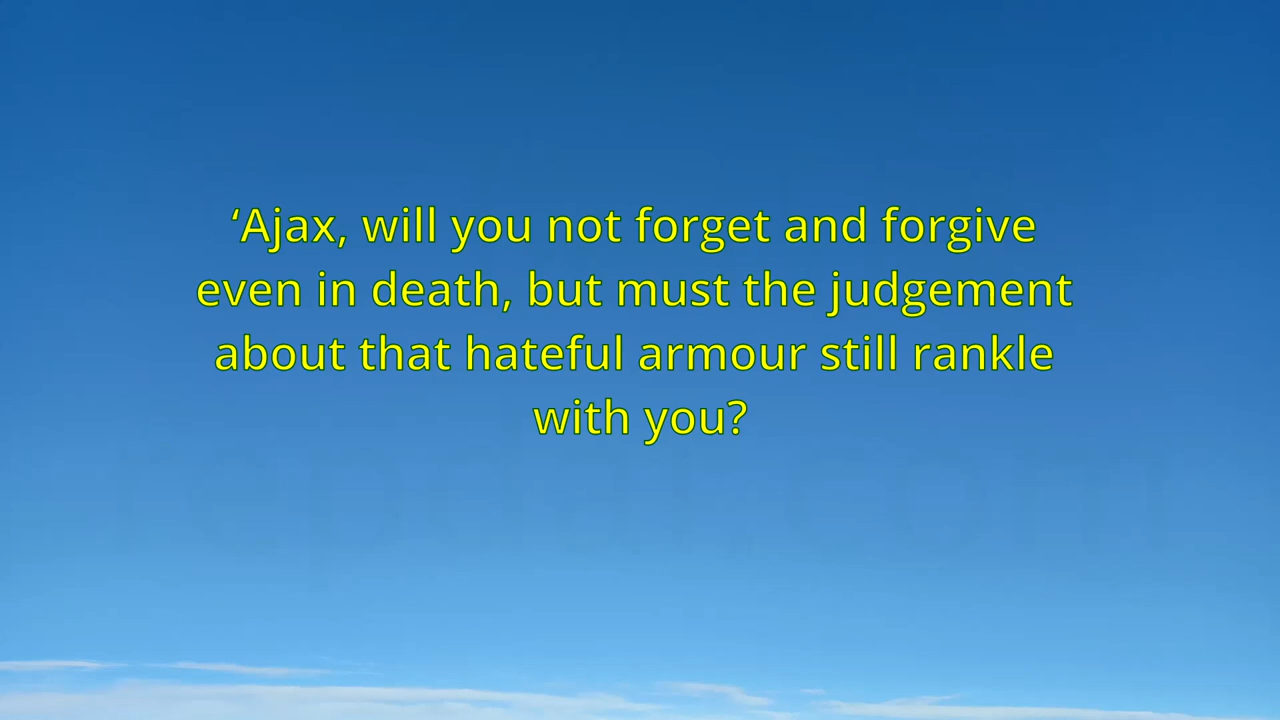 ‘Ajax, will you not forget and forgive
even in death, but must the judgement
about that hateful armour still rankle
with you?